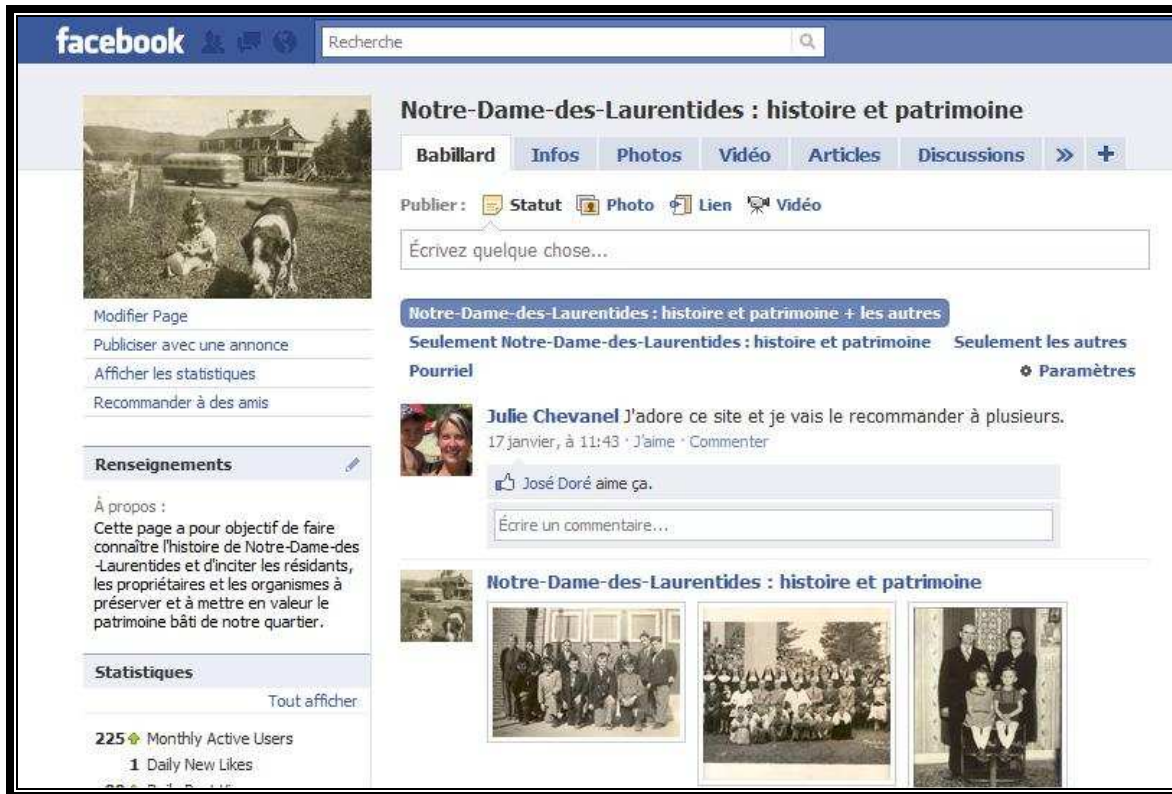 facebook
Recherche
Notre-Dame-des-Laurentides : histoire et patrimoine
Babillard Infos Photos Vidéo Articles Discussions » +
Publier : Statut Photo Lien Vidéo
Écrivez quelque chose...
Notre-Dame-des-Laurentides : histoire et patrimoine + les autres
Seulement Notre-Dame-des-Laurentides : histoire et patrimoine Seulement les autres
Pourriel Paramètres
Modifier Page
Publiciser avec une annonce
Afficher les statistiques
Recommander à des amis
Renseignements
À propos :
Cette page a pour objectif de faire
connaître l'histoire de Notre-Dame-des
-Laurentides et d'inciter les résidants,
les propriétaires et les organismes à
préserver et à mettre en valeur le
patrimoine bâti de notre quartier.
Statistiques
Tout afficher
225 Monthly Active Users
1 Daily New Likes
Julie Chevanel J'adore ce site et je vais le recommander à plusieurs.
17 janvier, à 11:43 · J'aime · Commenter
José Doré aime ça.
Écrire un commentaire...
Notre-Dame-des-Laurentides : histoire et patrimoine